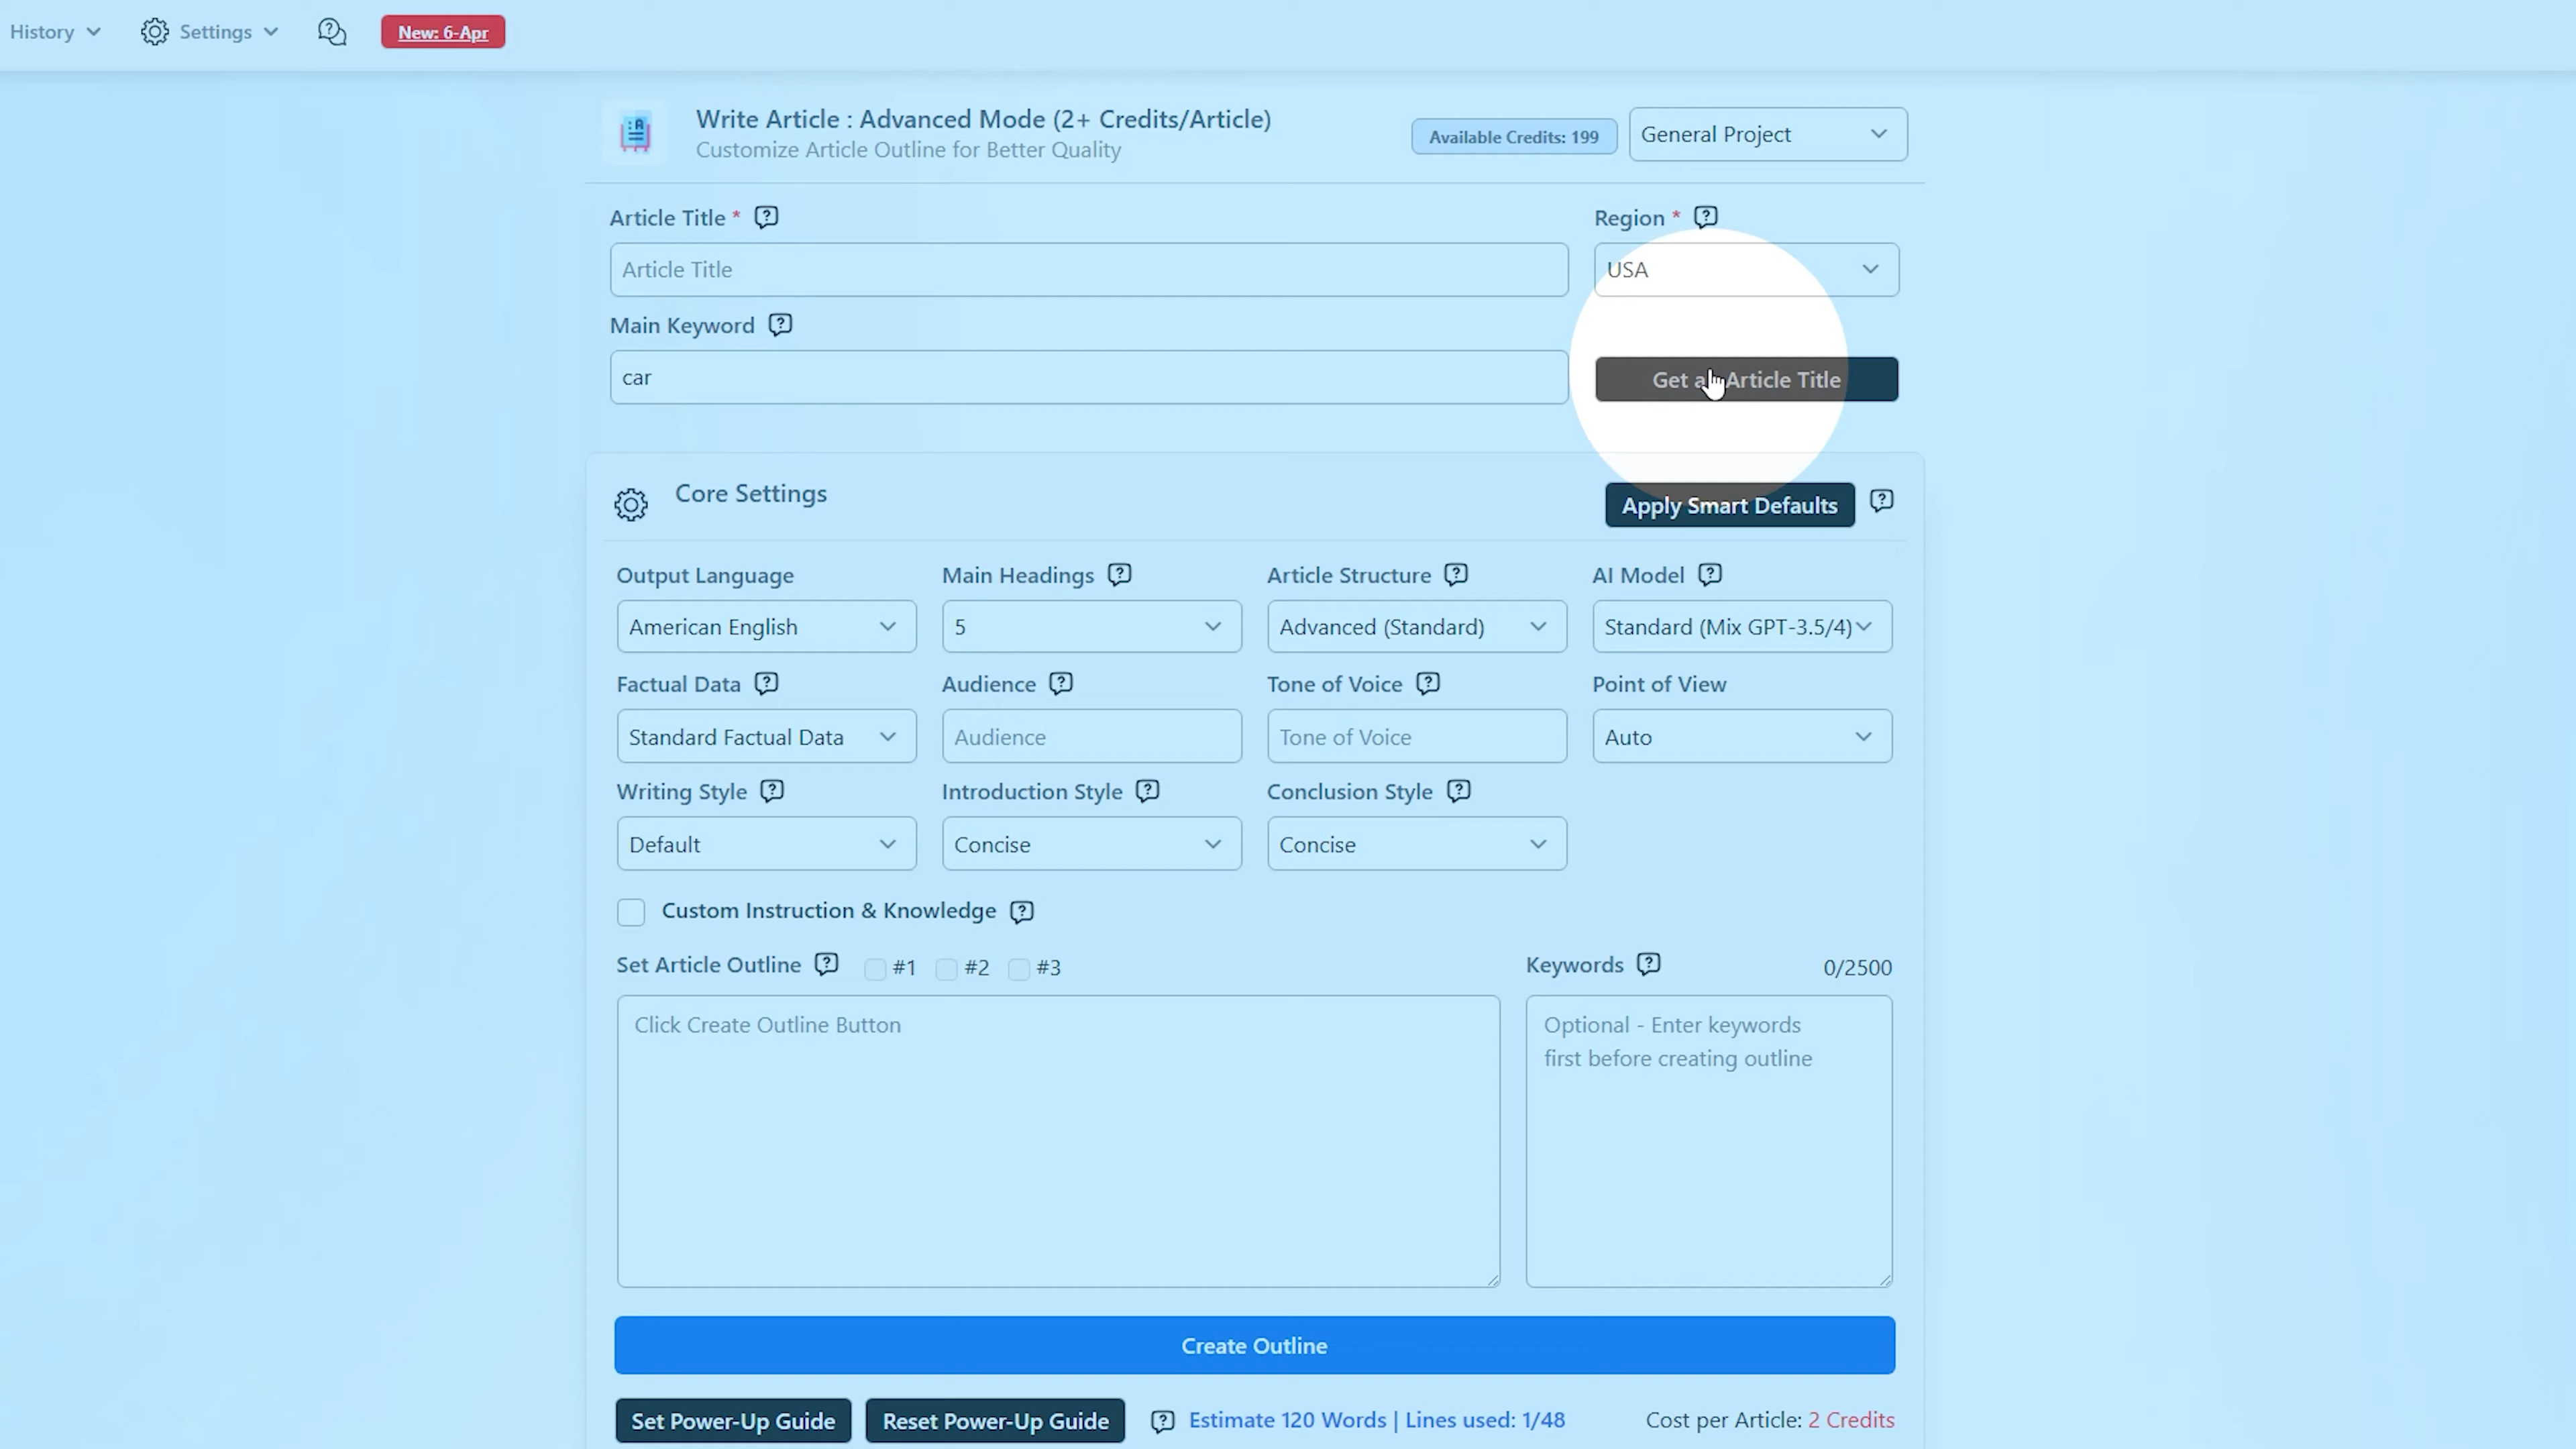 History Settings New: 6-Apr
Write Article : Advanced Mode (2+ Credits/Article)
Customize Article Outline for Better Quality
Available Credits: 199 General Project
Article Title * Region *
Article Title USA
Main Keyword
car Get a Article Title
Core Settings Apply Smart Defaults
Output Language Main Headings Article Structure AI Model
American English 5 Advanced (Standard) Standard (Mix GPT-3.5/4)
Factual Data Audience Tone of Voice Point of View
Standard Factual Data Audience Tone of Voice Auto
Writing Style Introduction Style Conclusion Style
Default Concise Concise
Custom Instruction & Knowledge
Set Article Outline #1 #2 #3 Keywords 0/2500
Click Create Outline Button Optional - Enter keywords
first before creating outline
Create Outline
Set Power-Up Guide Reset Power-Up Guide Estimate 120 Words | Lines used: 1/48 Cost per Article: 2 Credits